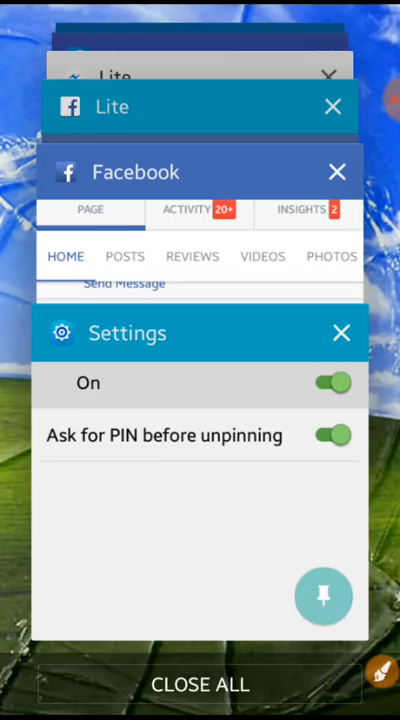 Lite
Lite
Facebook
PAGE
ACTIVITY 20+
INSIGHTS 2
HOME
POSTS
REVIEWS
VIDEOS
PHOTOS
Send Message
Settings
On
Ask for PIN before unpinning
CLOSE ALL